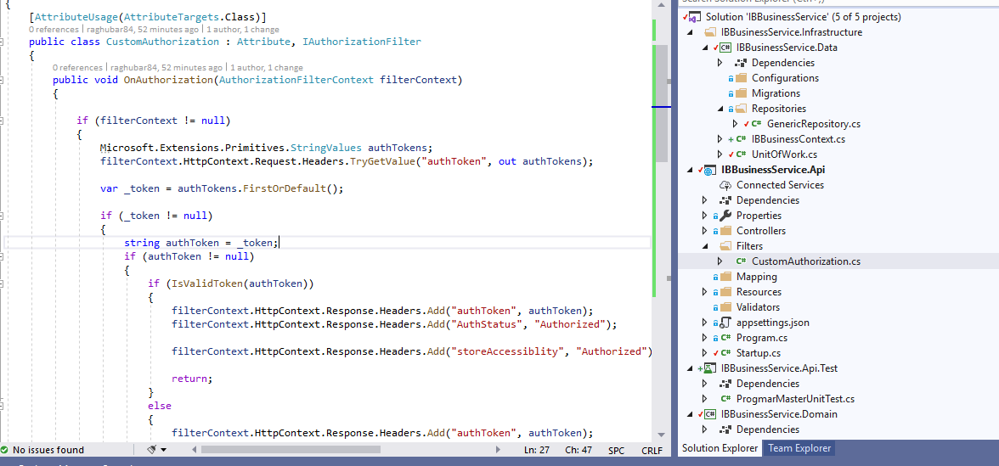 {
[AttributeUsage(AttributeTargets.Class)]
0 references | raghubar84, 52 minutes ago | 1 author, 1 change
public class CustomAuthorization : Attribute, IAuthorizationFilter
{
0 references | raghubar84, 52 minutes ago | 1 author, 1 change
public void OnAuthorization(AuthorizationFilterContext filterContext)
{
if (filterContext != null)
{
Microsoft.Extensions.Primitives.StringValues authTokens;
filterContext.HttpContext.Request.Headers.TryGetValue("authToken", out authTokens);
var _token = authTokens.FirstOrDefault();
if (_token != null)
{
string authToken = _token;
if (authToken != null)
{
if (IsValidToken(authToken))
{
filterContext.HttpContext.Response.Headers.Add("authToken", authToken);
filterContext.HttpContext.Response.Headers.Add("AuthStatus", "Authorized");
filterContext.HttpContext.Response.Headers.Add("storeAccessiblity", "Authorized")
return;
}
else
{
filterContext.HttpContext.Response.Headers.Add("authToken", authToken);
No issues found
Ln: 27 Ch: 47 SPC CRLF
Search Solution Explorer (Ctrl+;)
Solution 'IBBusinessService' (5 of 5 projects)
IBBusinessService.Infrastructure
C# IBBusinessService.Data
Dependencies
Configurations
Migrations
Repositories
C# GenericRepository.cs
C# IBBusinessContext.cs
C# UnitOfWork.cs
IBBusinessService.Api
Connected Services
Dependencies
Properties
Controllers
Filters
C# CustomAuthorization.cs
Mapping
Resources
Validators
appsettings.json
C# Program.cs
C# Startup.cs
IBBusinessService.Api.Test
Dependencies
C# ProgmarMasterUnitTest.cs
C# IBBusinessService.Domain
Dependencies
Solution Explorer Team Explorer